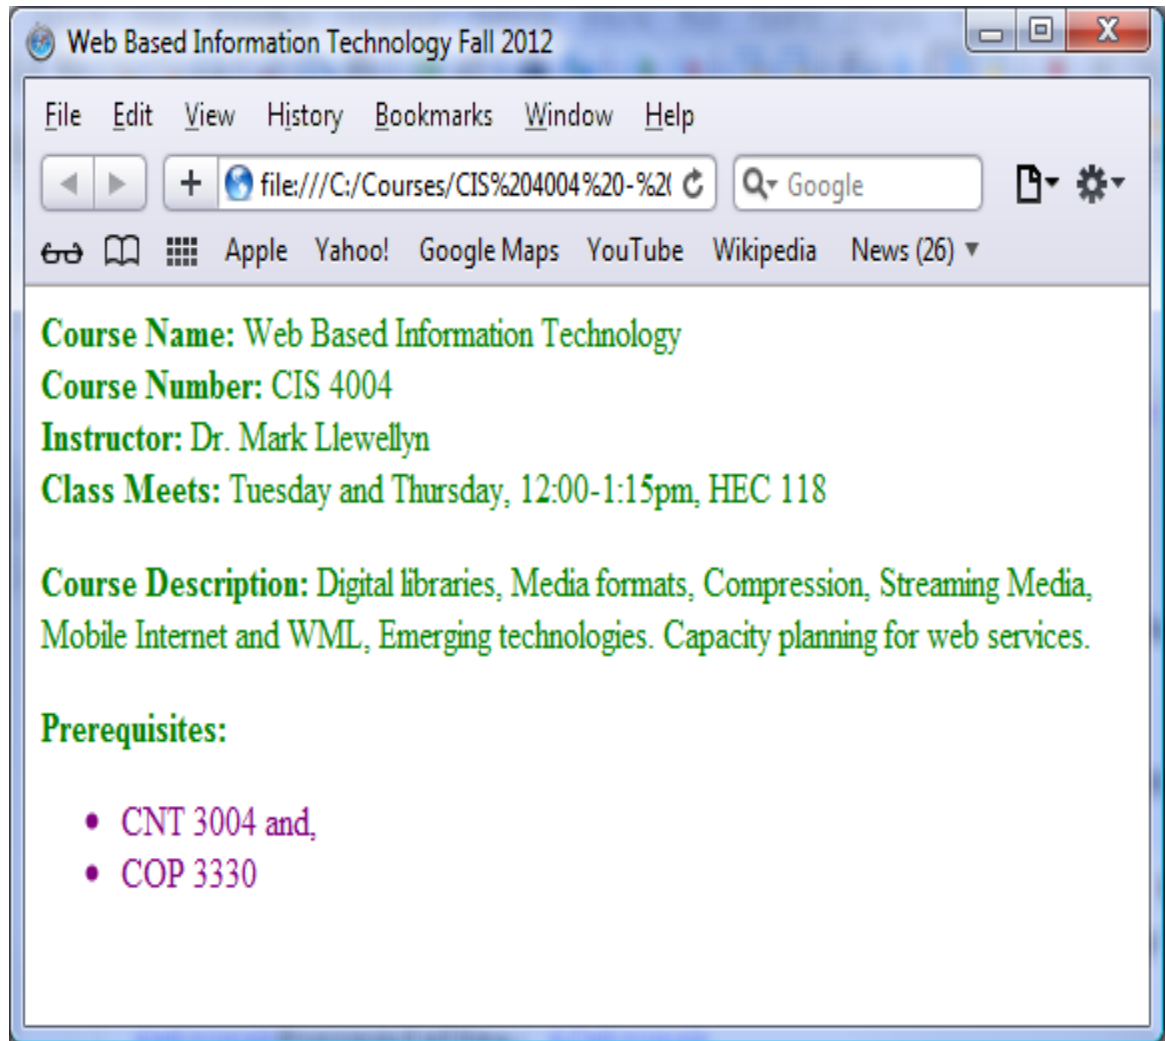 Web Based Information Technology Fall 2012
File Edit View History Bookmarks Window Help
file:///C:/Courses/CIS%204004%20-%20 Google
Apple Yahoo! Google Maps YouTube Wikipedia News (26)
Course Name: Web Based Information Technology
Course Number: CIS 4004
Instructor: Dr. Mark Llewellyn
Class Meets: Tuesday and Thursday, 12:00-1:15pm, HEC 118
Course Description: Digital libraries, Media formats, Compression, Streaming Media,
Mobile Internet and WML, Emerging technologies. Capacity planning for web services.
Prerequisites:
• CNT 3004 and,
• COP 3330